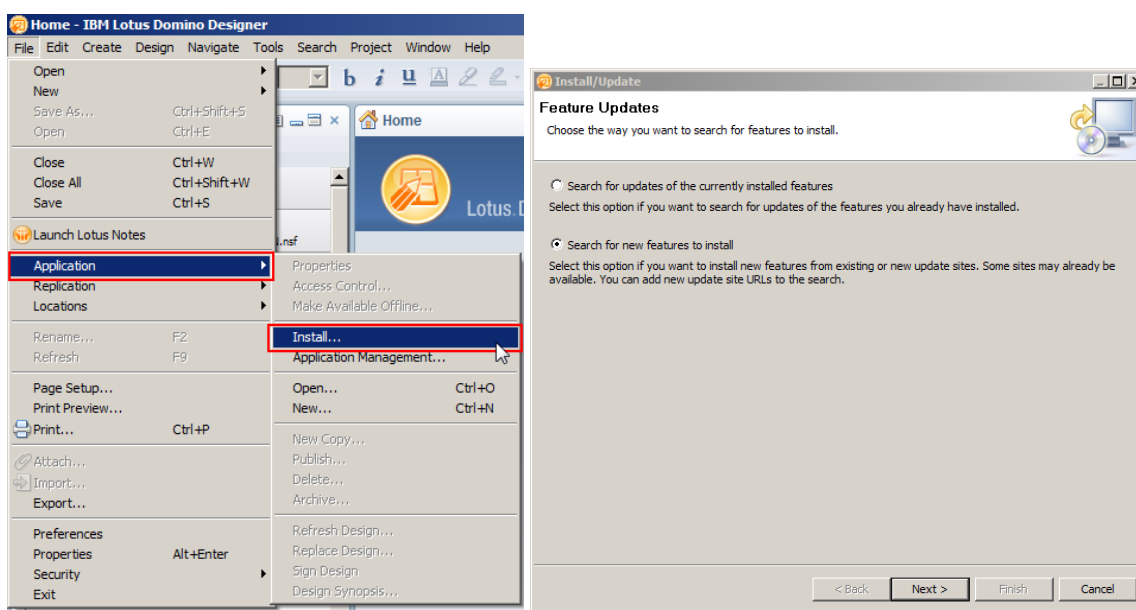 Home - IBM Lotus Domino Designer
File Edit Create Design Navigate Tools Search Project Window Help
Open
New
Save As... Ctrl+Shift+S
Open Ctrl+E
Close Ctrl+W
Close All Ctrl+Shift+W
Save Ctrl+S
Launch Lotus Notes
Application
Replication
Locations
Rename... F2
Refresh F9
Page Setup...
Print Preview...
Print... Ctrl+P
Attach...
Import...
Export...
Preferences
Properties Alt+Enter
Security
Exit
b i u A
Home
Lotus.
.nsf
Properties
Access Control...
Make Available Offline...
Install...
Application Management...
Open... Ctrl+O
New... Ctrl+N
New Copy...
Publish...
Delete...
Archive...
Refresh Design...
Replace Design...
Sign Design
Design Synopsis...
Install/Update
Feature Updates
Choose the way you want to search for features to install.
Search for updates of the currently installed features
Select this option if you want to search for updates of the features you already have installed.
Search for new features to install
Select this option if you want to install new features from existing or new update sites. Some sites may already be
available. You can add new update site URLs to the search.
< Back Next > Finish Cancel